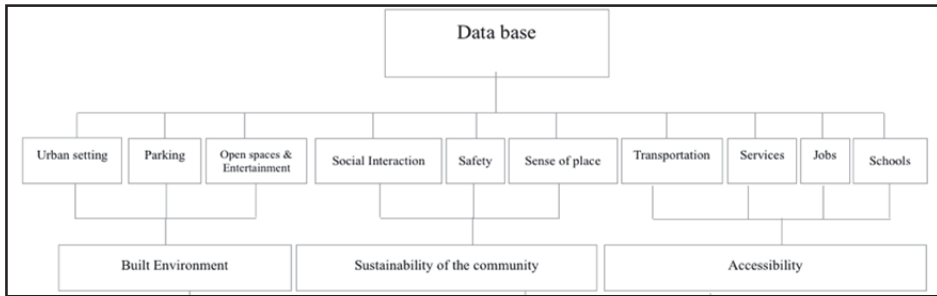 Data base
Urban setting
Parking
Open spaces &
Entertainment
Social Interaction
Safety
Sense of place
Transportation
Services
Jobs
Schools
Built Environment
Sustainability of the community
Accessibility